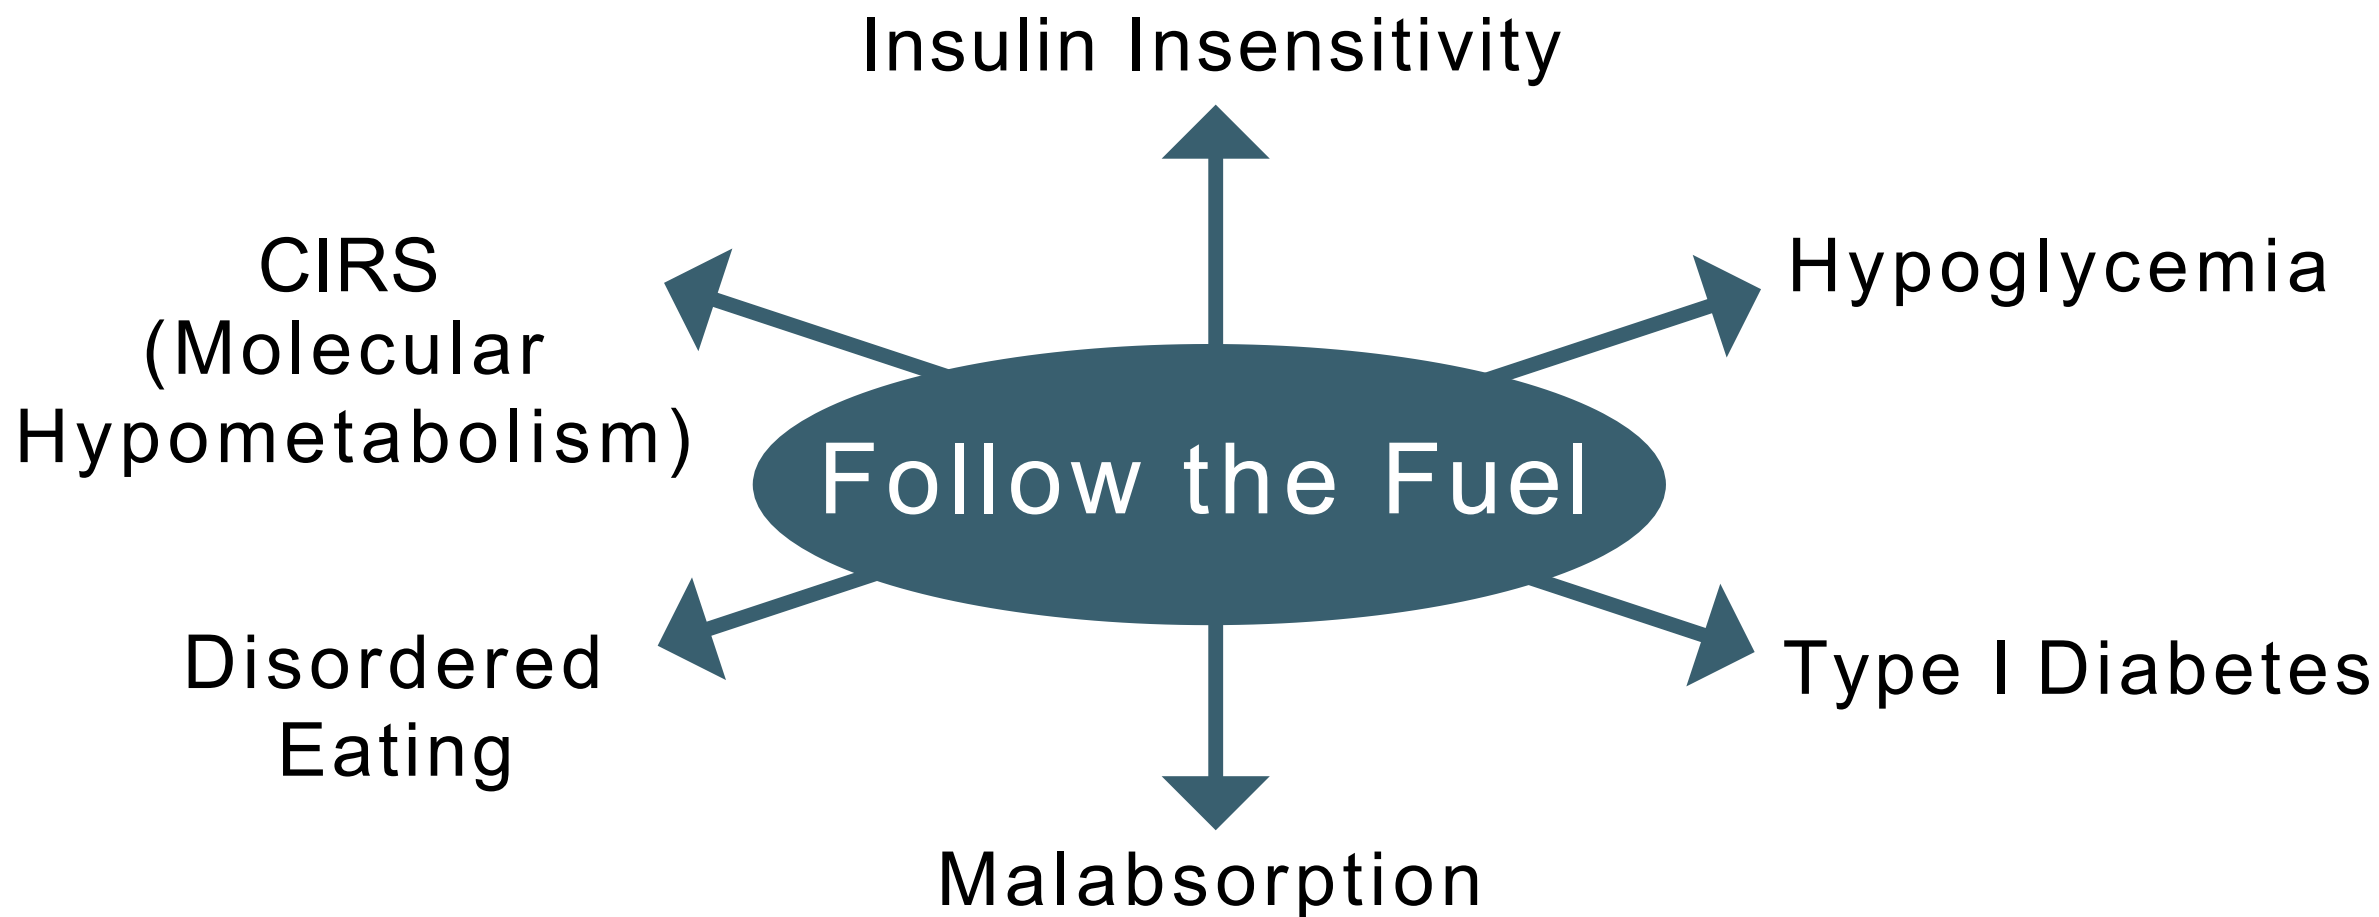 Insulin Insensitivity
CIRS
(Molecular
Hypometabolism)
Hypoglycemia
Follow the Fuel
Disordered
Eating
Type I Diabetes
Malabsorption